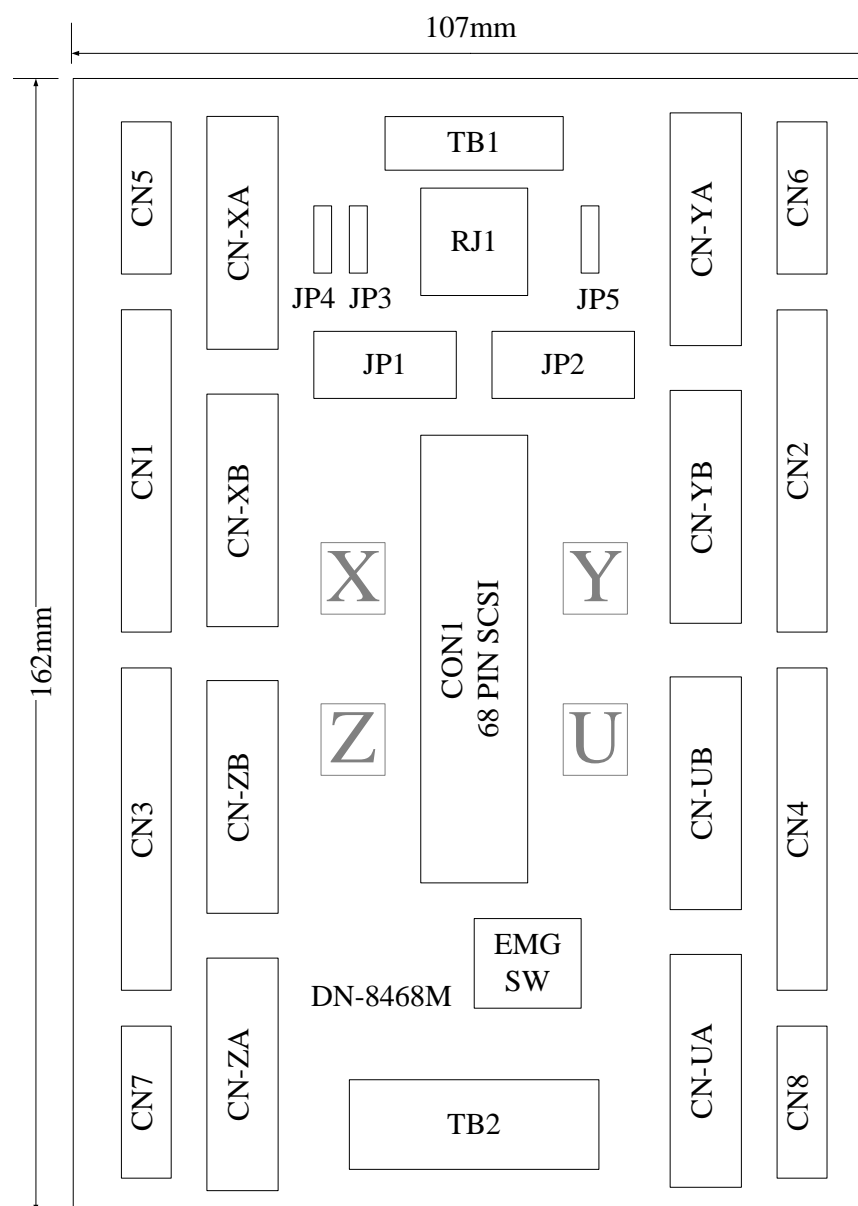 107mm
TB1
CN5
CN-XA
CN-YA
CN6
RJ1
JP4
JP3
JP5
JP1
JP2
CN1
CN-XB
CN-YB
CN2
X
Y
CON1
68 PIN SCSI
162mm
Z
U
CN3
CN-ZB
CN-UB
CN4
EMG
SW
DN-8468M
CN7
CN-ZA
CN-UA
CN8
TB2